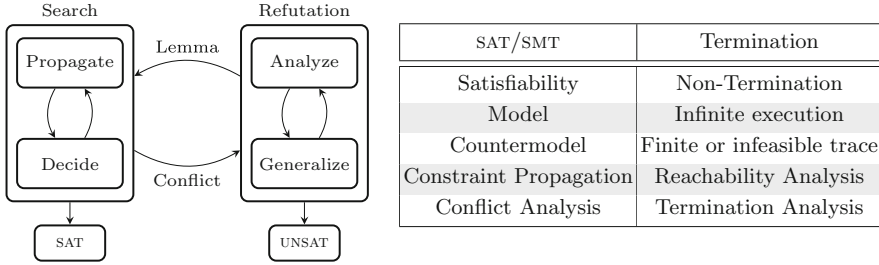 Search Refutation
Propagate Analyze
Lemma
Decide Generalize
Conflict
SAT UNSAT
SAT/SMT Termination
Satisfiability Non-Termination
Model Infinite execution
Countermodel Finite or infeasible trace
Constraint Propagation Reachability Analysis
Conflict Analysis Termination Analysis